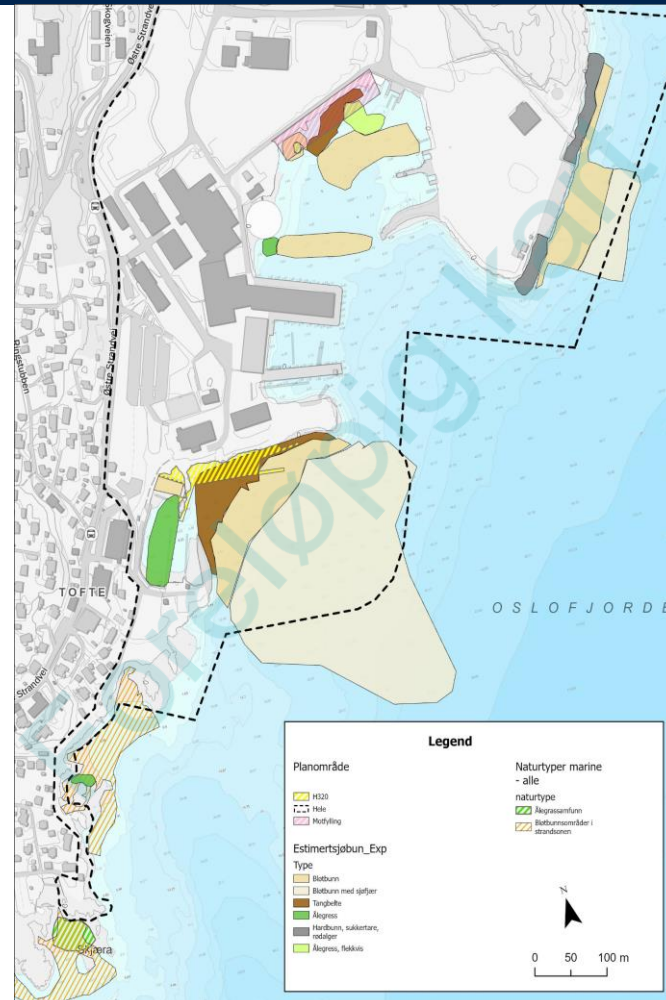 Skogveien
Østre Strandvei
Ringstubben
Østre Strandvei
TOFTE
Strandvei
OSLOFJORDE
Skjæra
Foreløpig kart
Legend
Planområde
H320
Hele
Motfylling
Estimertsjøbun_Exp
Type
Bløtbunn
Bløtbunn med sjøfjær
Tangbelte
Ålegress
Hardbunn, sukkertare,
rødalger
Ålegress, flekkvis
Naturtyper marine
- alle
naturtype
Ålegrassamfunn
Bløtbunnsområder i
strandsonen
N
0 50 100 m